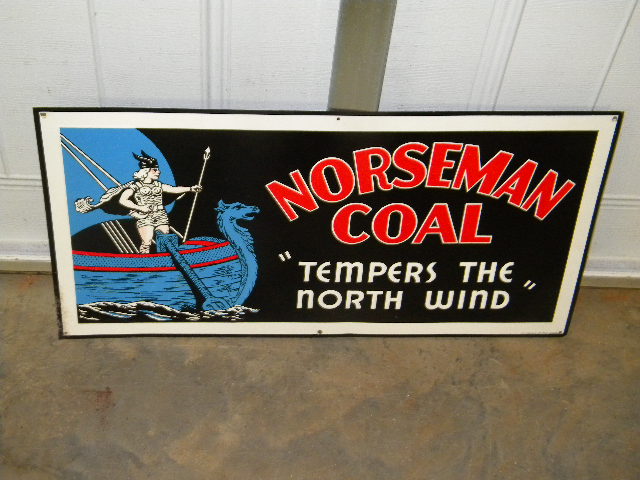 NORSEMAN
COAL
"TEMPERS THE
NORTH WIND"